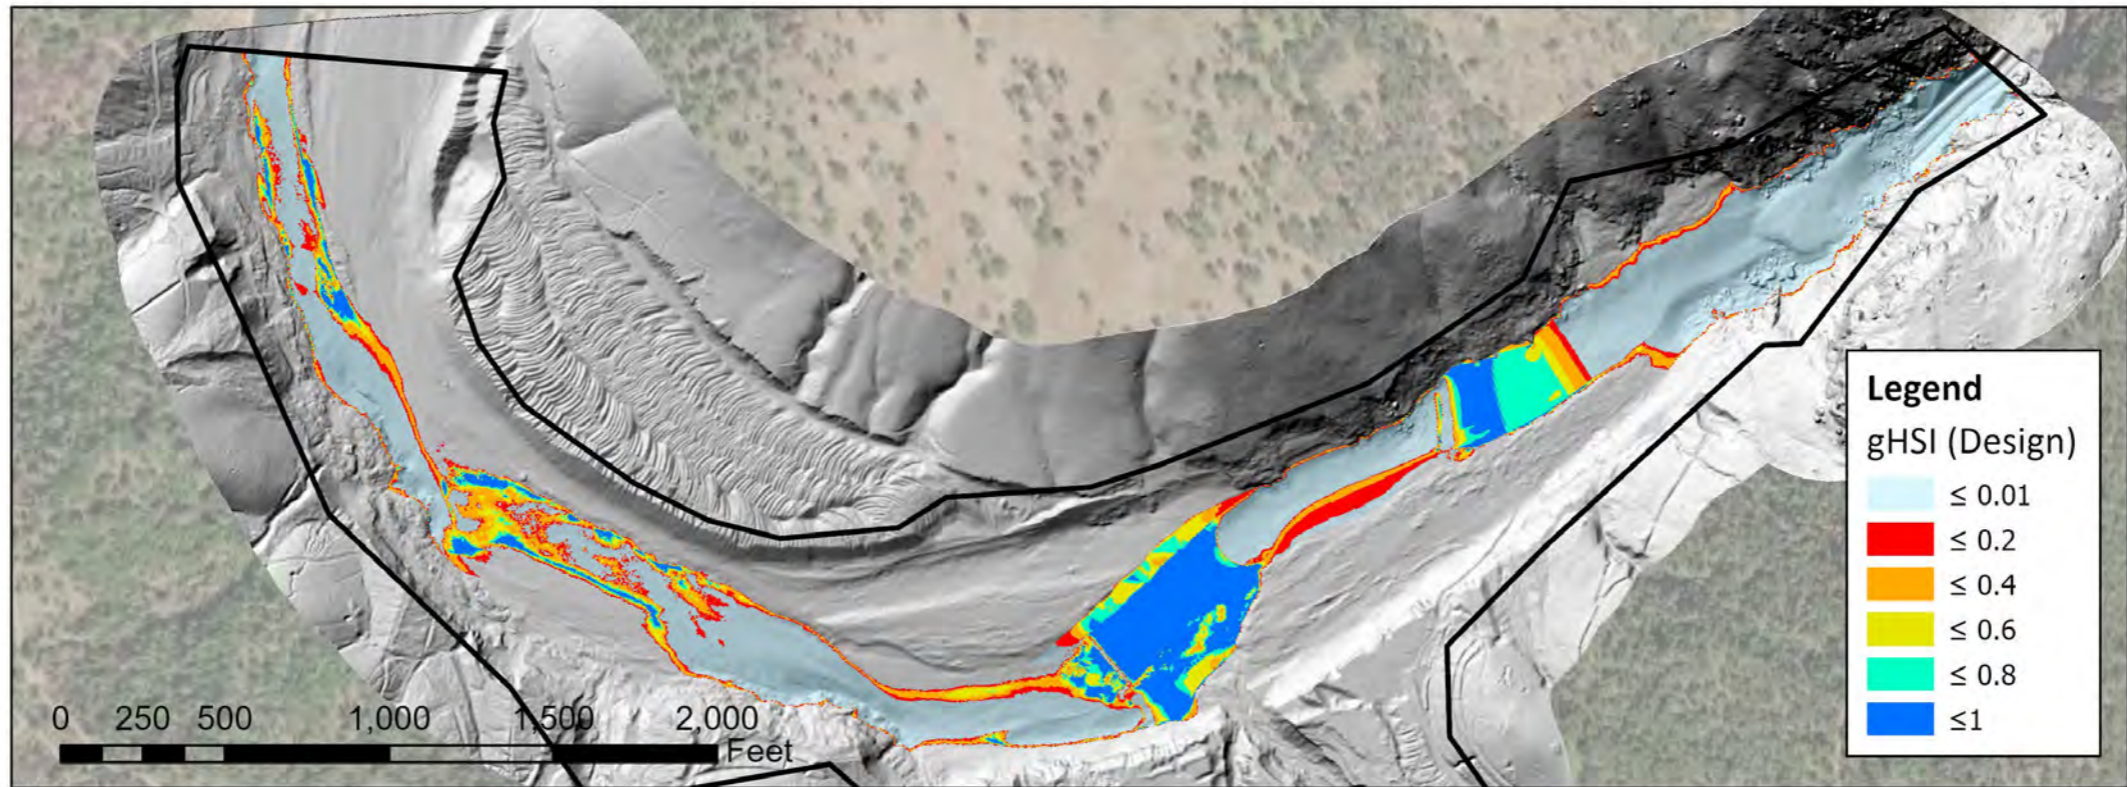 Legend
gHSI (Design)
≤ 0.01
≤ 0.2
≤ 0.4
≤ 0.6
≤ 0.8
≤1
0 250 500 1,000 1,500 2,000
Feet